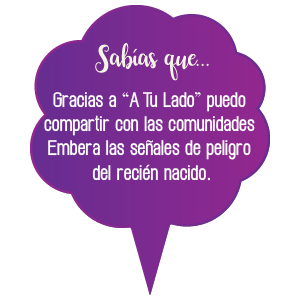 Sabías que...
Gracias a “A Tu Lado” puedo
compartir con las comunidades
Embera las señales de peligro
del recién nacido.